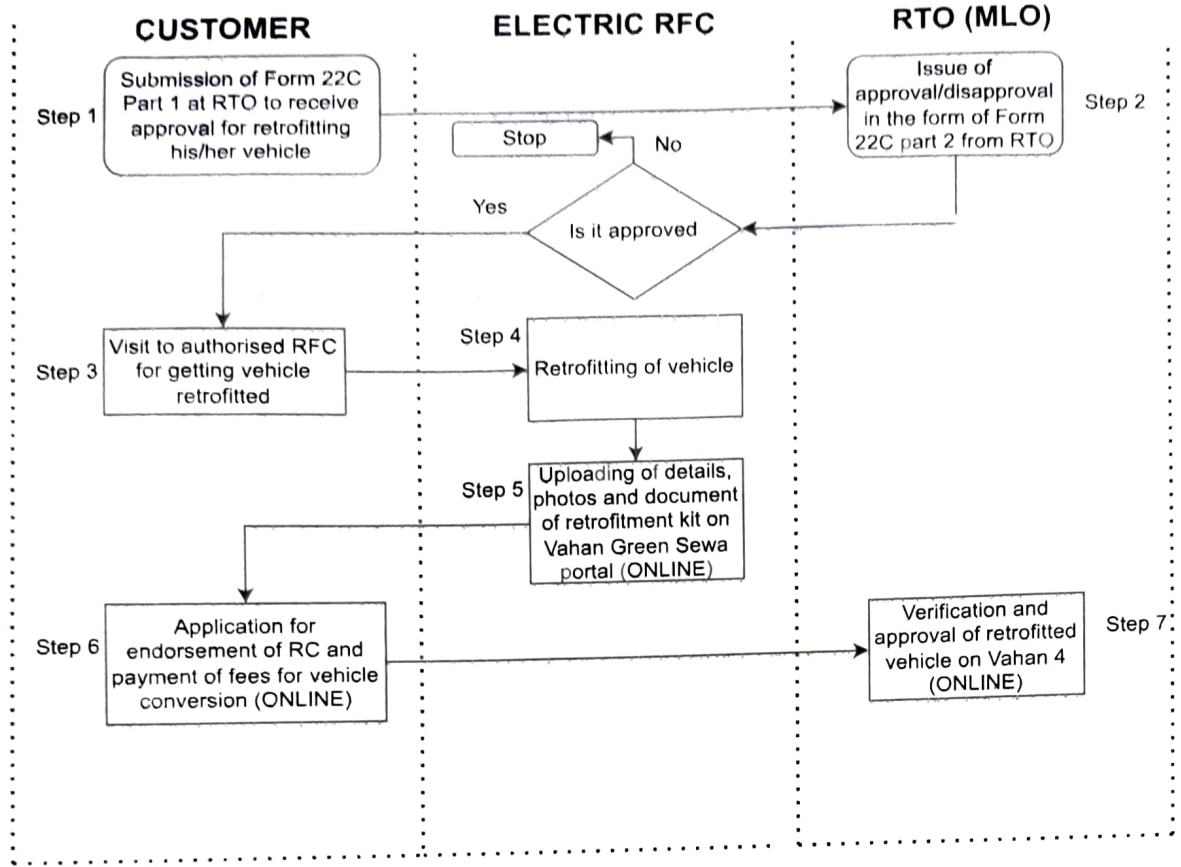 CUSTOMER
ELECTRIC RFC
RTO (MLO)
Step 1
Submission of Form 22C
Part 1 at RTO to receive
approval for retrofitting
his/her vehicle
Issue of
approval/disapproval
in the form of Form
22C part 2 from RTO
Step 2
Stop
No
Yes
Is it approved
Step 3
Visit to authorised RFC
for getting vehicle
retrofitted
Step 4
Retrofitting of vehicle
Step 5
Uploading of details,
photos and document
of retrofitment kit on
Vahan Green Sewa
portal (ONLINE)
Step 6
Application for
endorsement of RC and
payment of fees for vehicle
conversion (ONLINE)
Verification and
approval of retrofitted
vehicle on Vahan 4
(ONLINE)
Step 7